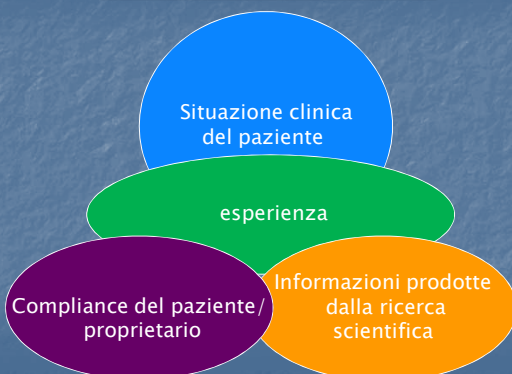 Situazione clinica
del paziente
esperienza
Compliance del paziente/
proprietario
Informazioni prodotte
dalla ricerca
scientifica